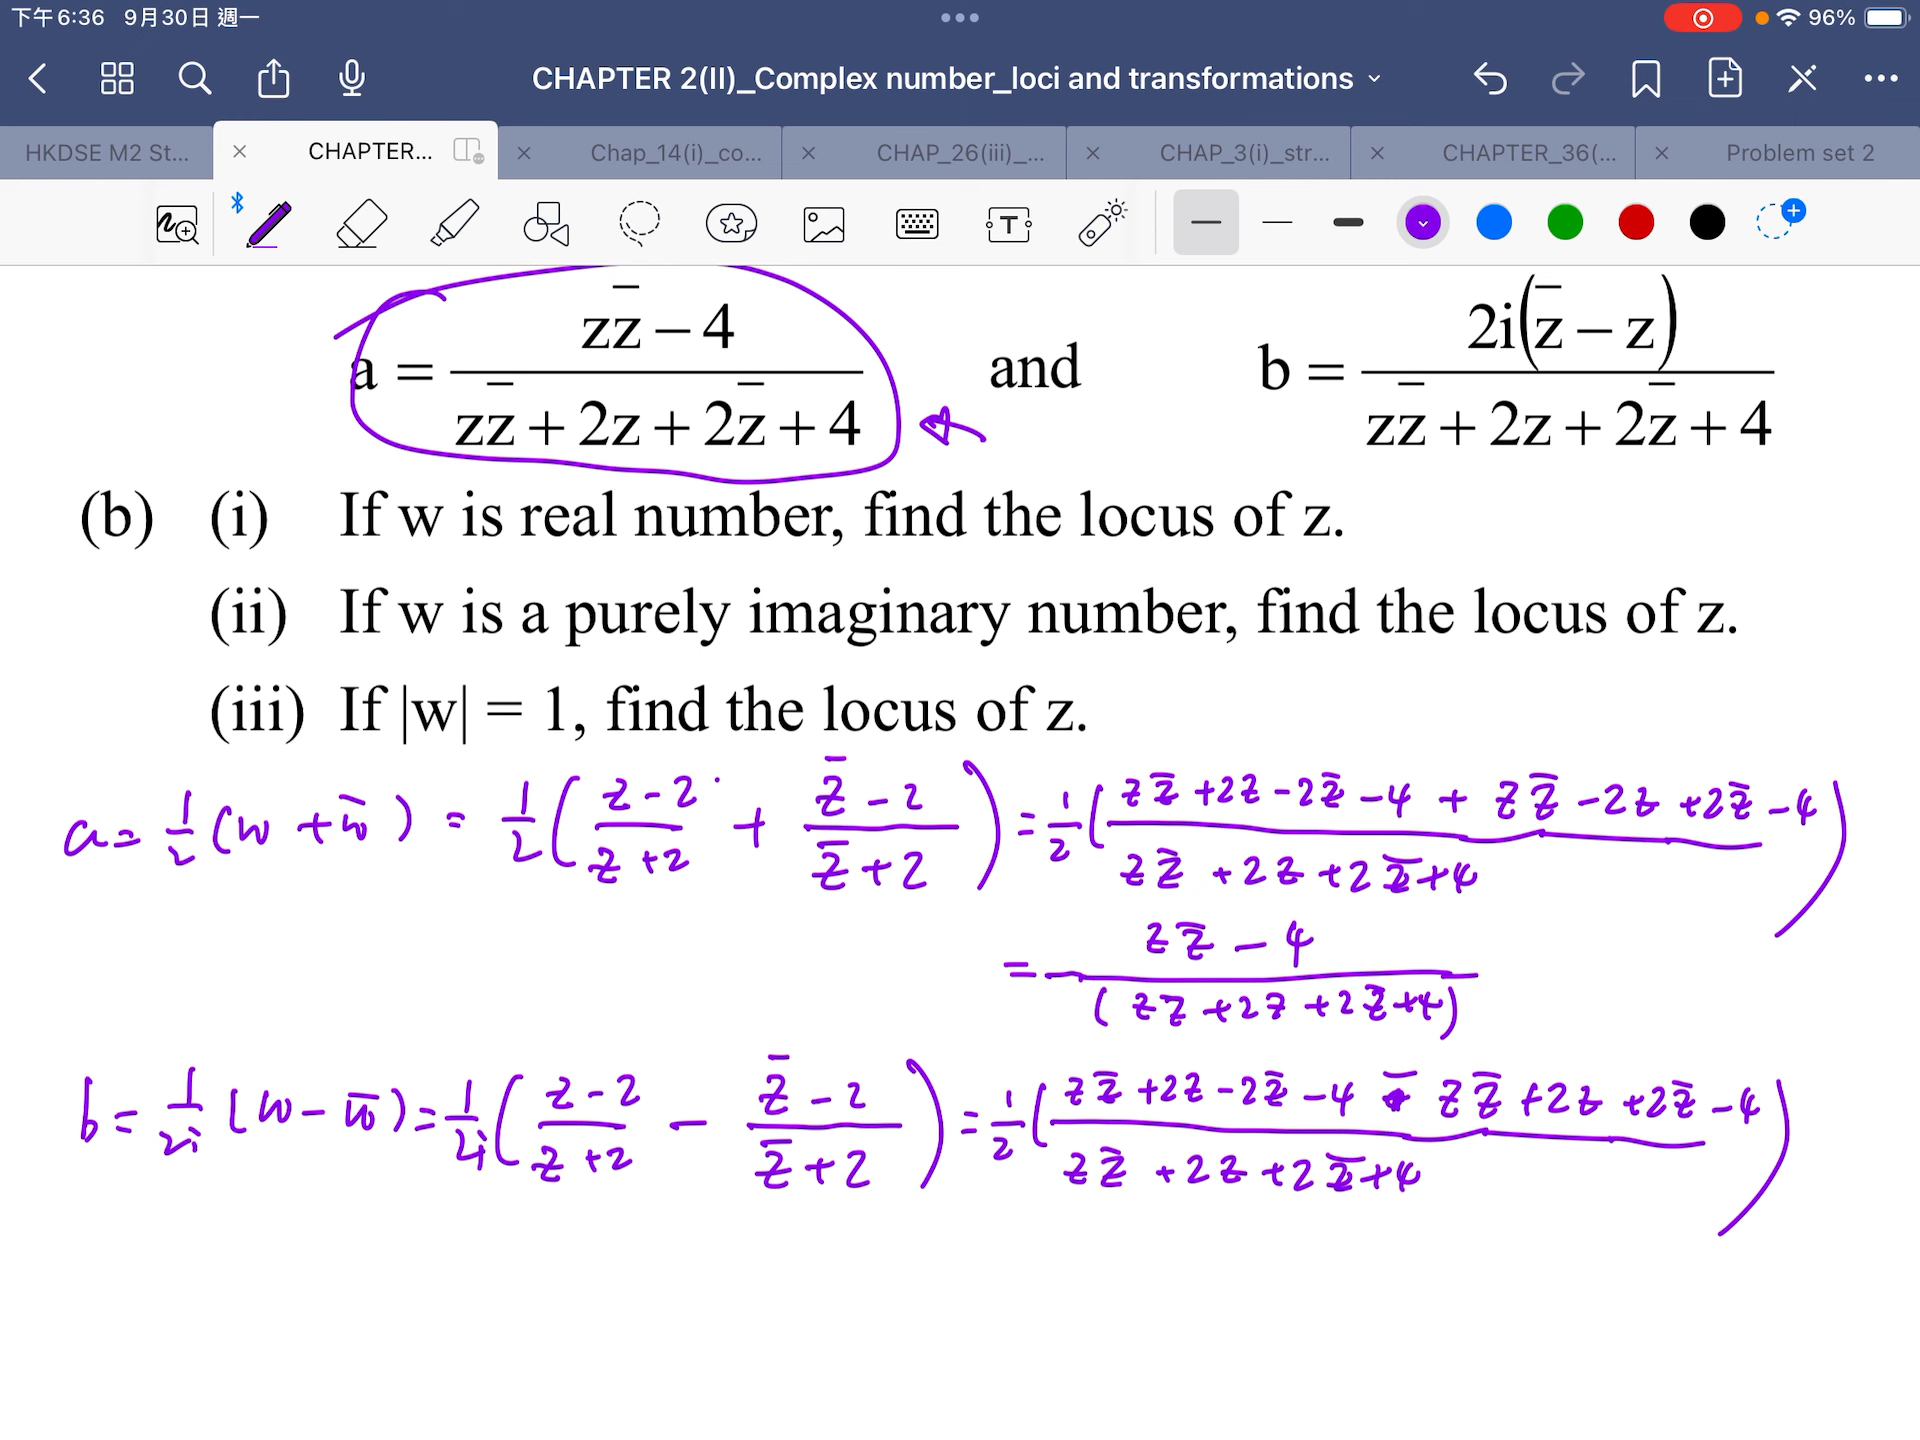 下午6:36 9月30日 週一 96%
CHAPTER 2(II)_Complex number_loci and transformations
HKDSE M2 St... CHAPTER... Chap_14(i)_co... CHAP_26(iii)_... CHAP_3(i)_str... CHAPTER_36(... Problem set 2
a = (zz̄ − 4)/(zz̄ + 2z + 2z̄ + 4) and b = 2i(z̄ − z)/(zz̄ + 2z + 2z̄ + 4)
(b) (i) If w is real number, find the locus of z.
(ii) If w is a purely imaginary number, find the locus of z.
(iii) If |w| = 1, find the locus of z.
a = 1/2 (w + w̄) = 1/2 ((z-2)/(z+2) + (z̄-2)/(z̄+2)) = 1/2 ((zz̄ +2z -2z̄ -4 + zz̄ -2z +2z̄ -4)/(zz̄ +2z +2z̄ +4))
= (zz̄ - 4)/(zz +2z +2z̄ +4)
b = 1/2i (w - w̄) = 1/2i ((z-2)/(z+2) - (z̄-2)/(z̄+2)) = 1/2 ((zz̄ +2z -2z̄ -4 - zz̄ +2z +2z̄ -4)/(zz̄ +2z +2z̄ +4))